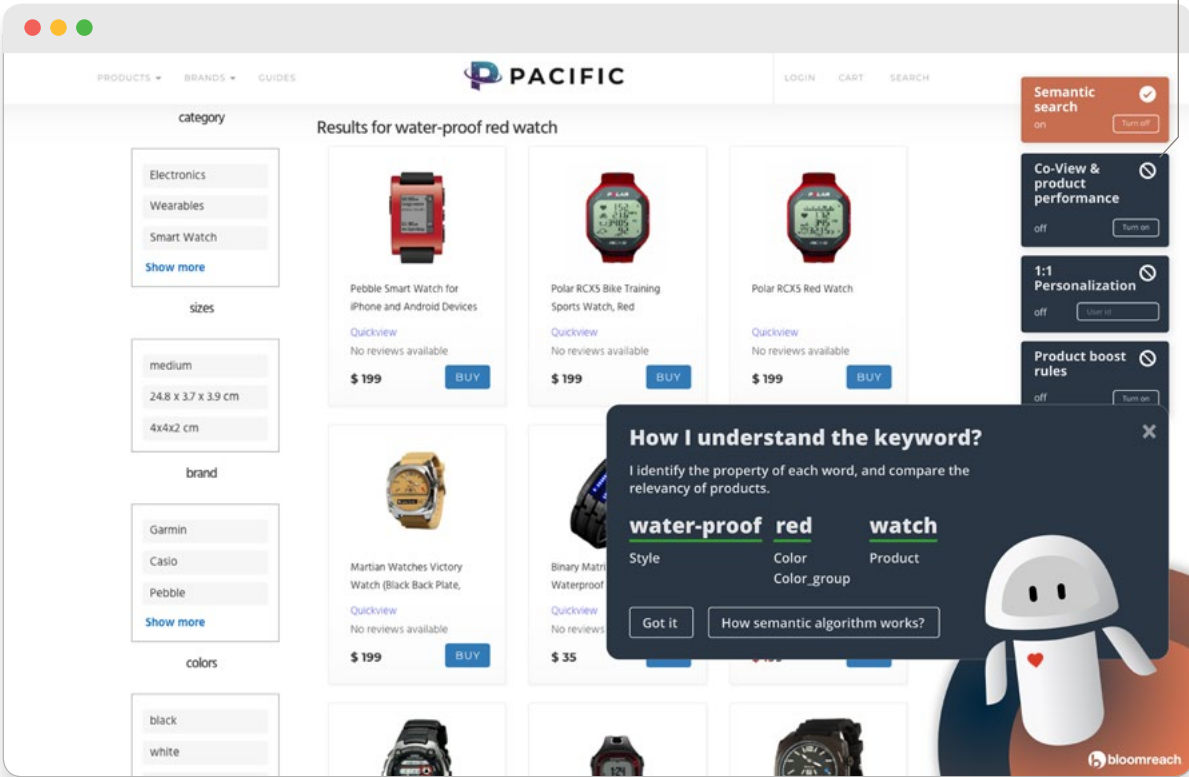 PRODUCTS BRANDS GUIDES
PACIFIC
LOGIN CART SEARCH
category
Electronics
Wearables
Smart Watch
Show more
sizes
medium
24.8 x 3.7 x 3.9 cm
4x4x2 cm
brand
Garmin
Casio
Pebble
Show more
colors
black
white
Results for water-proof red watch
Pebble Smart Watch for
iPhone and Android Devices
Quickview
No reviews available
$ 199
BUY
POLAR
Polar RCX5 Bike Training
Sports Watch, Red
Quickview
No reviews available
$ 199
BUY
POLAR
Polar RCX5 Red Watch
Quickview
No reviews available
$ 199
BUY
Martian Watches Victory
Watch (Black Back Plate,
Quickview
No reviews available
$ 199
BUY
Binary Matri
Waterproof
Quickview
No reviews
$ 35
Semantic
search
on
Turn off
Co-View &
product
performance
off
Turn on
1:1
Personalization
off
User id
Product boost
rules
off
Turn on
How I understand the keyword?
I identify the property of each word, and compare the
relevancy of products.
water-proof red watch
Style Color Product
Color_group
Got it
How semantic algorithm works?
bloomreach